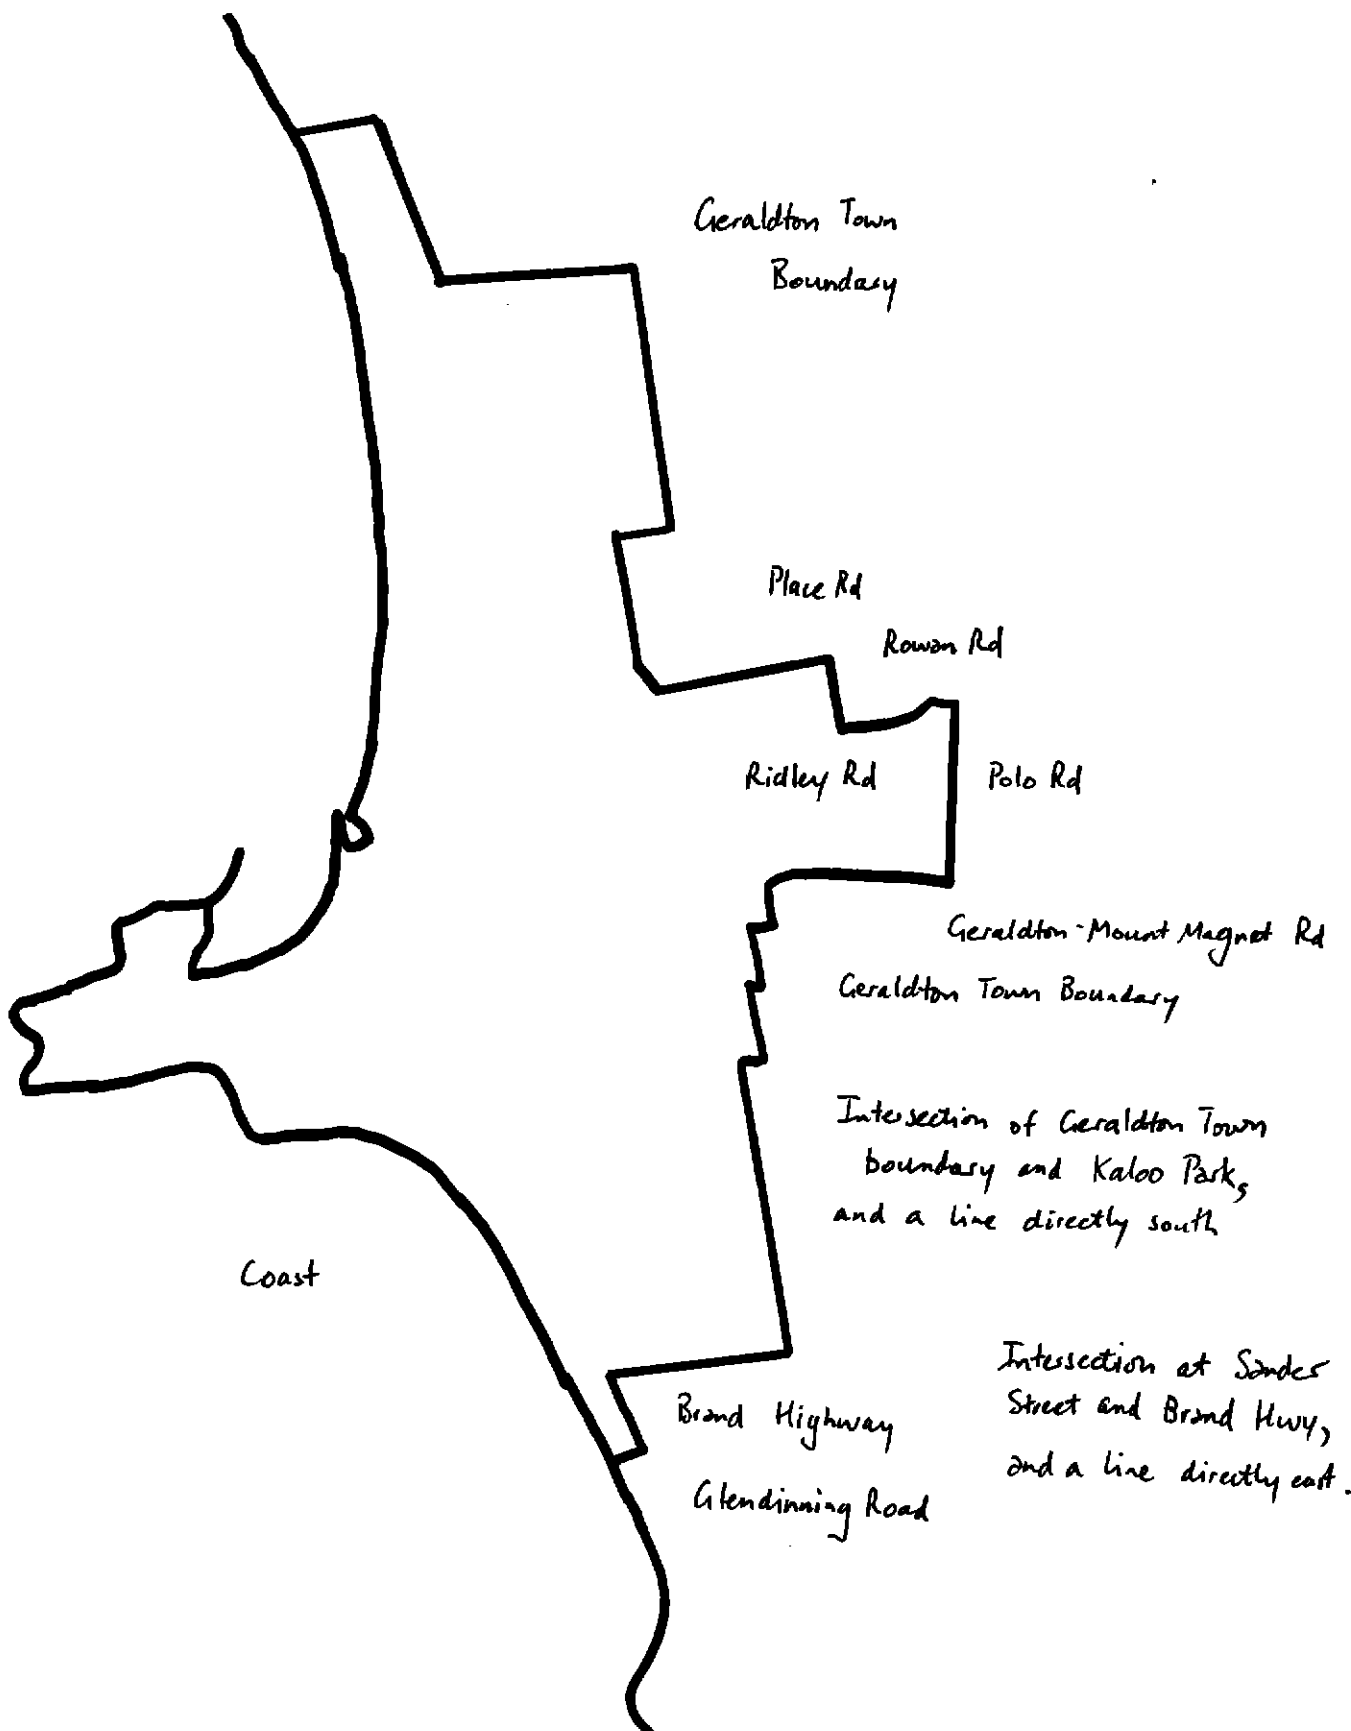 Geraldton Town
Boundary
Place Rd
Rowan Rd
Ridley Rd
Polo Rd
Geraldton-Mount Magnet Rd
Geraldton Town Boundary
Intersection of Geraldton Town
boundary and Kaloo Park,
and a line directly south
Coast
Intersection at Sandes
Street and Brand Hwy,
and a line directly east.
Brand Highway
Glendinning Road